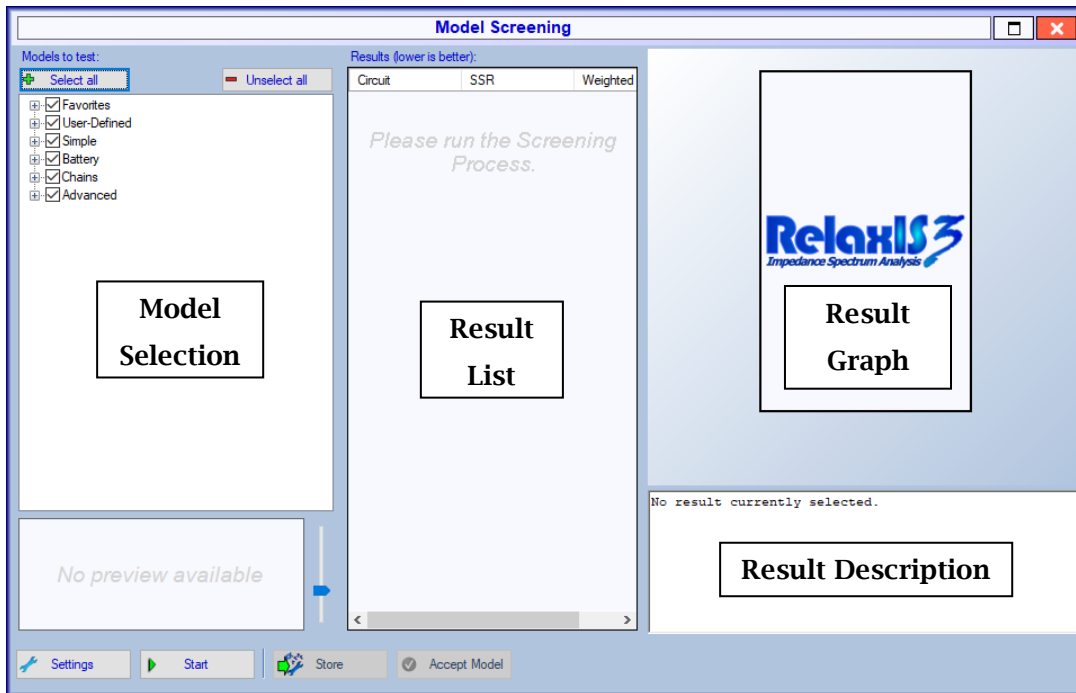 Model Screening
Models to test:
Select all
Unselect all
Favorites
User-Defined
Simple
Battery
Chains
Advanced
Model
Selection
No preview available
Results (lower is better):
Circuit SSR Weighted
Please run the Screening
Process.
Result
List
RelaxIS 3
Impedance Spectrum Analysis
Result
Graph
No result currently selected.
Result Description
Settings
Start
Store
Accept Model